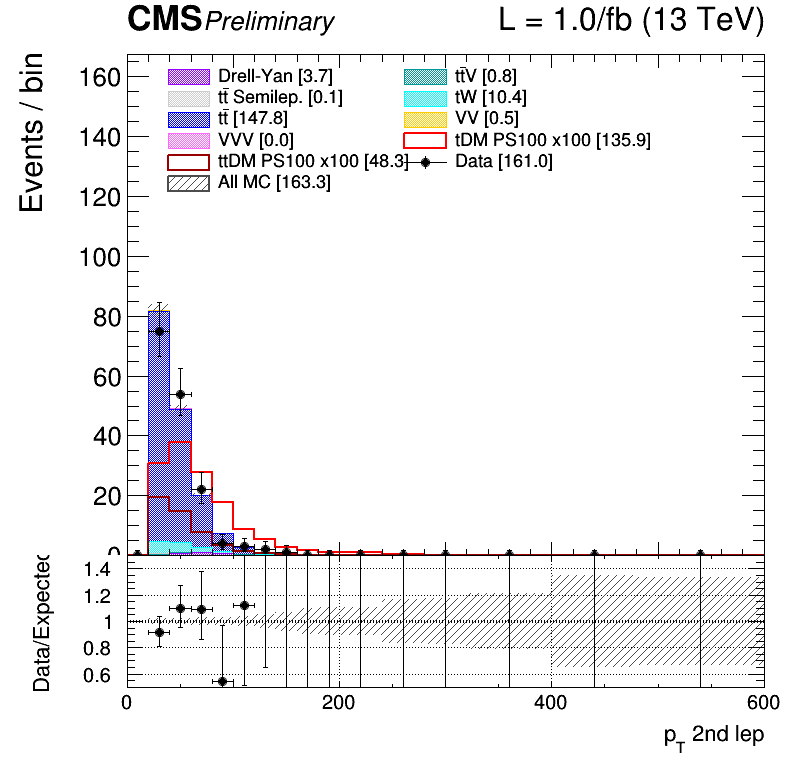 CMS Preliminary L = 1.0/fb (13 TeV)
Events / bin
160
140
120
100
80
60
40
20
0
Drell-Yan [3.7]
tt̄ Semilep. [0.1]
tt̄ [147.8]
VVV [0.0]
ttDM PS100 x100 [48.3]
All MC [163.3]
tt̄V [0.8]
tW [10.4]
VV [0.5]
tDM PS100 x100 [135.9]
Data [161.0]
Data/Expected
1.4
1.2
1
0.8
0.6
0 200 400 600
p_T 2nd lep